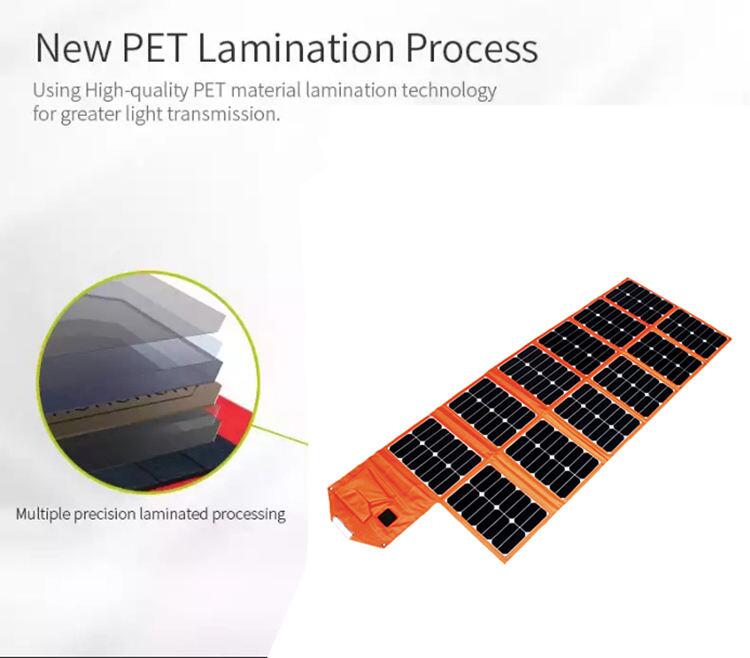 New PET Lamination Process
Using High-quality PET material lamination technology
for greater light transmission.
Multiple precision laminated processing